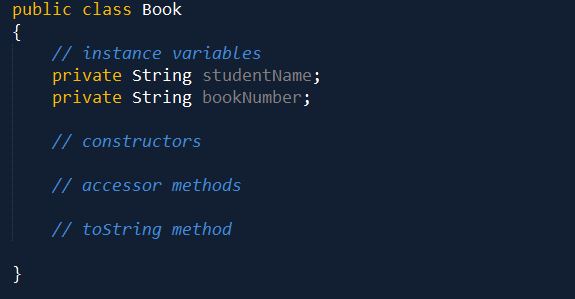 public class Book
{
// instance variables
private String studentName;
private String bookNumber;
// constructors
// accessor methods
// toString method
}